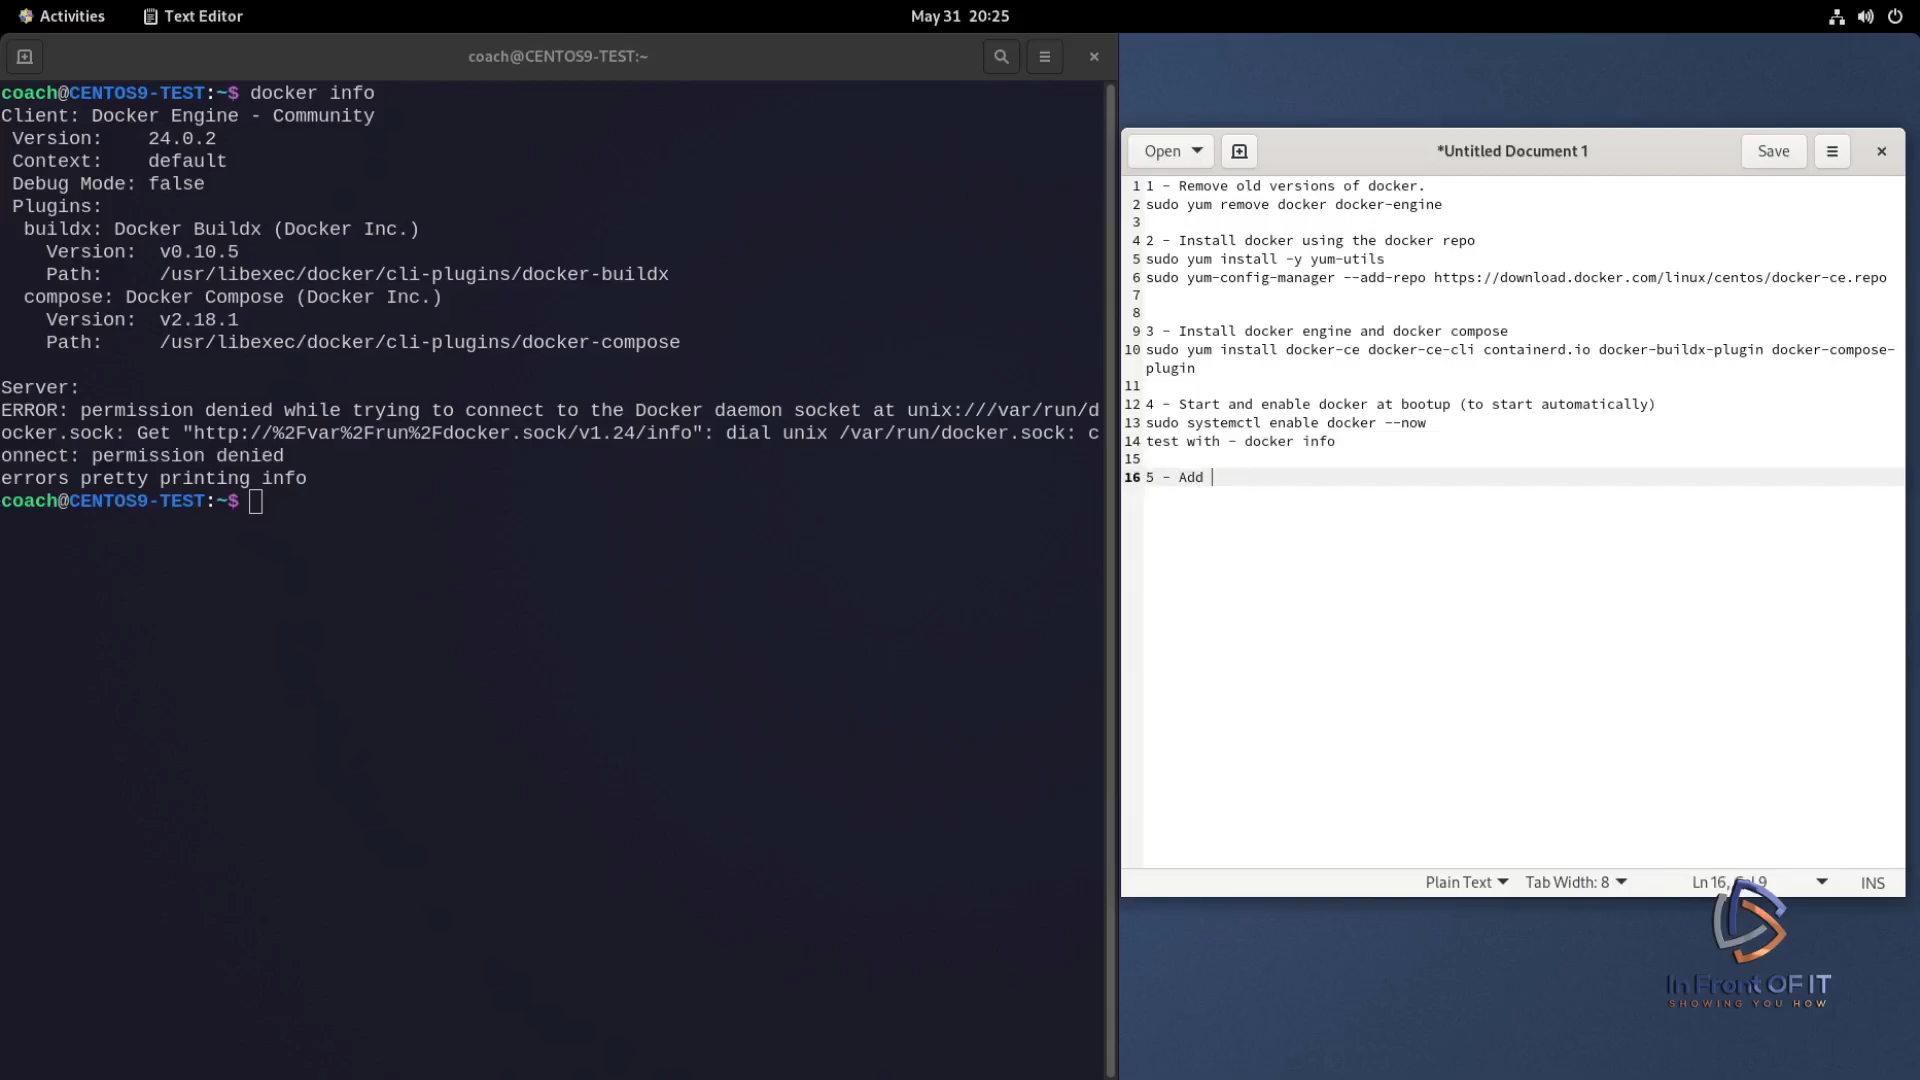 Activities
Text Editor
May 31 20:25
coach@CENTOS9-TEST:~
coach@CENTOS9-TEST:~$ docker info
Client: Docker Engine - Community
Version:    24.0.2
Context:    default
Debug Mode: false
Plugins:
buildx: Docker Buildx (Docker Inc.)
Version:  v0.10.5
Path:     /usr/libexec/docker/cli-plugins/docker-buildx
compose: Docker Compose (Docker Inc.)
Version:  v2.18.1
Path:     /usr/libexec/docker/cli-plugins/docker-compose
Server:
ERROR: permission denied while trying to connect to the Docker daemon socket at unix:///var/run/d
ocker.sock: Get "http://%2Fvar%2Frun%2Fdocker.sock/v1.24/info": dial unix /var/run/docker.sock: c
onnect: permission denied
errors pretty printing info
coach@CENTOS9-TEST:~$
Open
*Untitled Document 1
Save
1 1 - Remove old versions of docker.
2 sudo yum remove docker docker-engine
3
4 2 - Install docker using the docker repo
5 sudo yum install -y yum-utils
6 sudo yum-config-manager --add-repo https://download.docker.com/linux/centos/docker-ce.repo
7
8
9 3 - Install docker engine and docker compose
10 sudo yum install docker-ce docker-ce-cli containerd.io docker-buildx-plugin docker-compose-
plugin
11
12 4 - Start and enable docker at bootup (to start automatically)
13 sudo systemctl enable docker --now
14 test with - docker info
15
16 5 - Add
Plain Text
Tab Width: 8
Ln 16, Col 9
INS
In Front OF IT
SHOWING YOU HOW